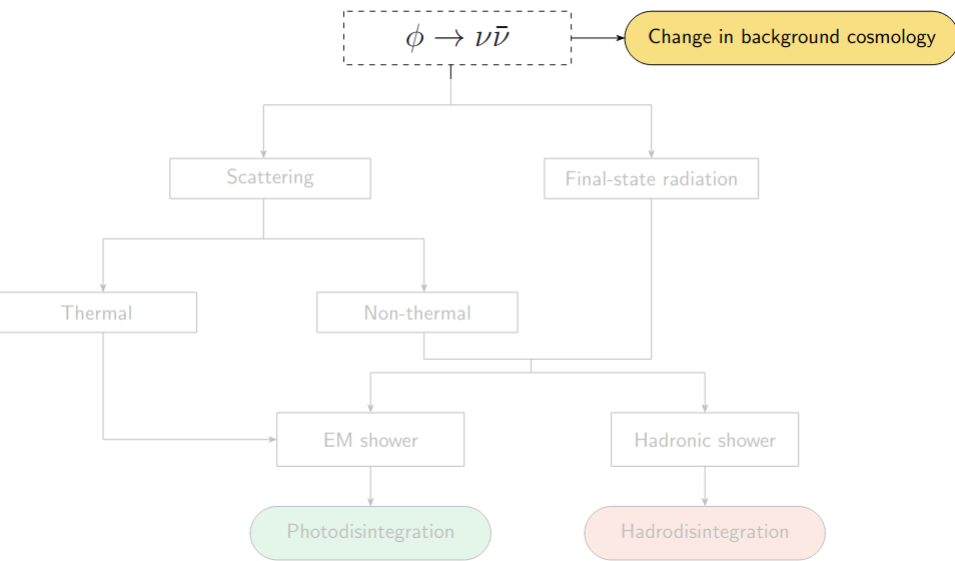 ϕ → νν̄
Change in background cosmology
Scattering
Final-state radiation
Thermal
Non-thermal
EM shower
Hadronic shower
Photodisintegration
Hadrodisintegration